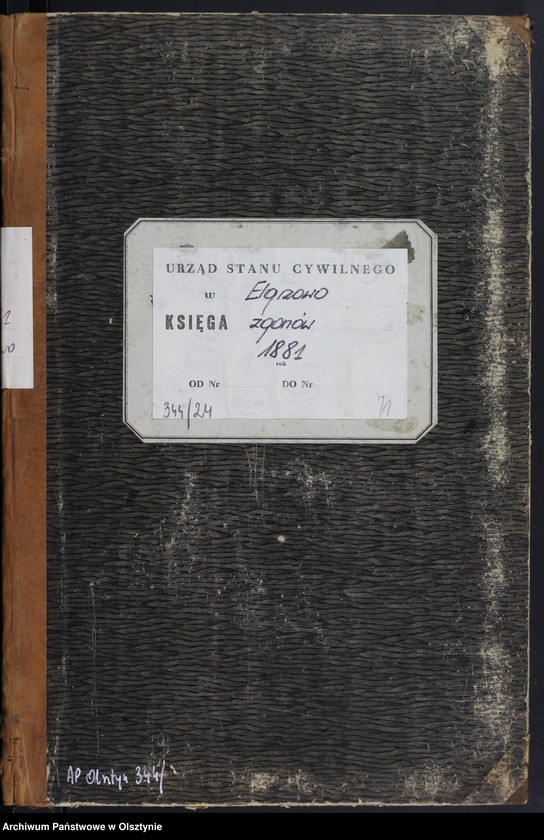 URZĄD STANU CYWILNEGO
w Elgnowo
KSIĘGA zgonów
1881
rok
OD Nr DO Nr
344/24
71
AP Olsztyn 344/
Archiwum Państwowe w Olsztynie